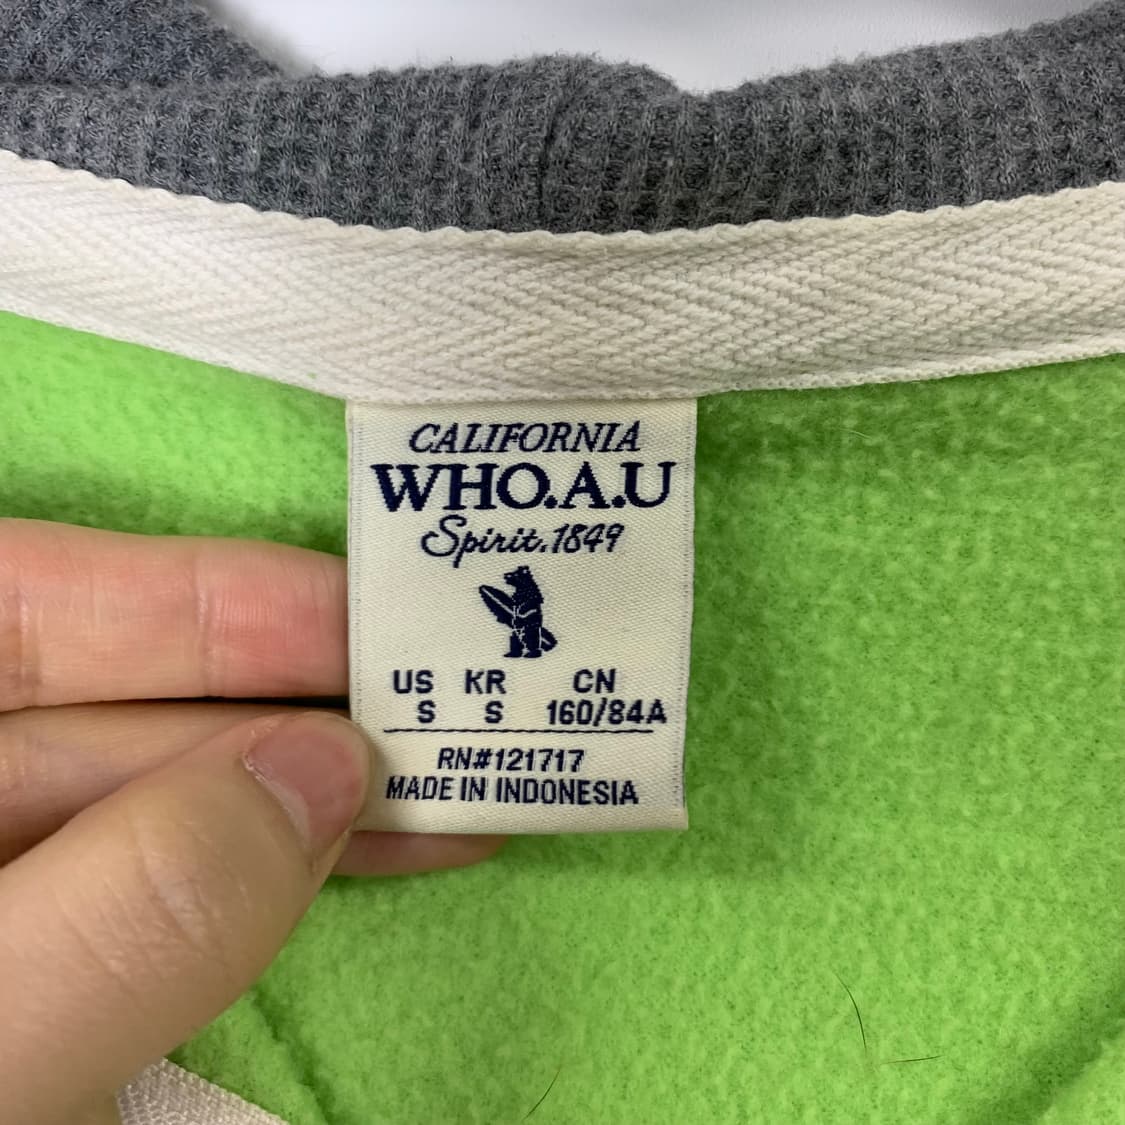 CALIFORNIA
WHO.A.U
Spirit.1849
US KR CN
S S 160/84A
RN#121717
MADE IN INDONESIA